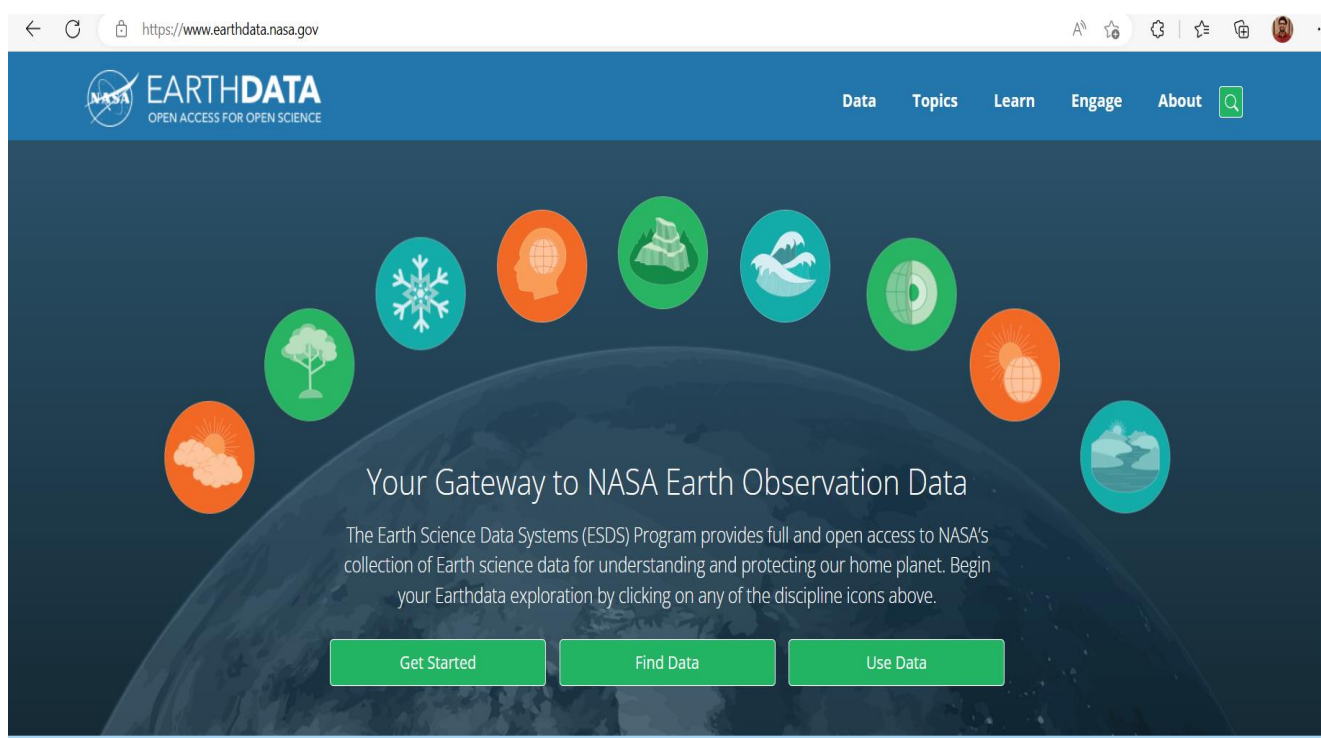 https://www.earthdata.nasa.gov
NASA
EARTHDATA
OPEN ACCESS FOR OPEN SCIENCE
Data Topics Learn Engage About
Your Gateway to NASA Earth Observation Data
The Earth Science Data Systems (ESDS) Program provides full and open access to NASA's
collection of Earth science data for understanding and protecting our home planet. Begin
your Earthdata exploration by clicking on any of the discipline icons above.
Get Started Find Data Use Data